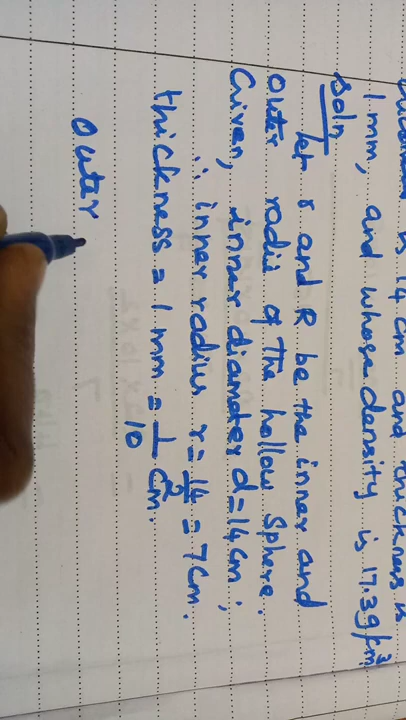 is 14 cm and thickness is
1 mm, and whose density is 17.3 g/cm³
Soln
Let r and R be the inner and
Outer radii of the hollow Sphere.
Given, inner diameter d = 14 cm;
∴ inner radius r = 14/2 = 7 cm.
thickness = 1 mm = 1/10 cm.
Outer